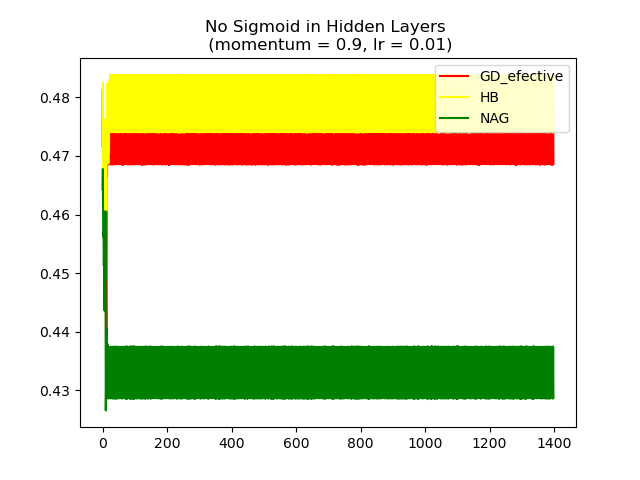 No Sigmoid in Hidden Layers
(momentum = 0.9, lr = 0.01)
GD_efective
HB
NAG
0.48
0.47
0.46
0.45
0.44
0.43
0
200
400
600
800
1000
1200
1400